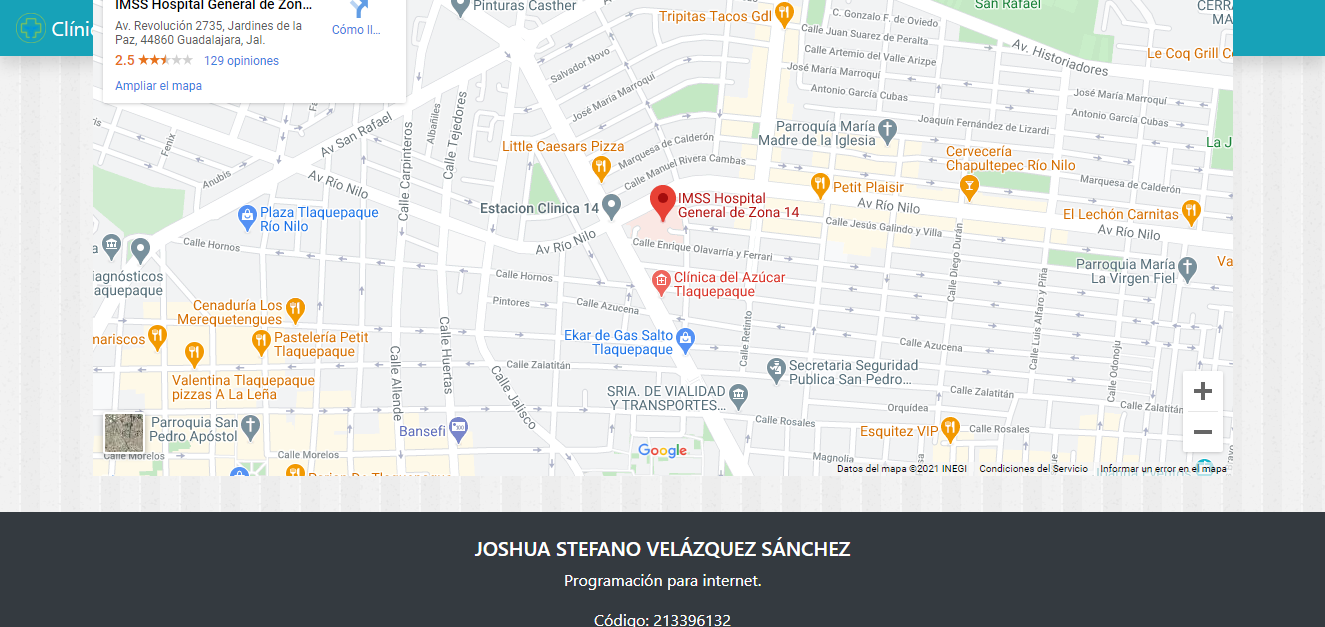 Clínic
IMSS Hospital General de Zon...
Av. Revolución 2735, Jardines de la
Paz, 44860 Guadalajara, Jal.
Cómo ll...
2.5
129 opiniones
Ampliar el mapa
Pinturas Casther
Tripitas Tacos Gdl
San Rafael
CERRA
MA
C. Gonzalo F. de Oviedo
Calle Juan Suarez de Peralta
Av. Historiadores
Le Coq Grill C
Calle Artemio del Valle Arizpe
Salvador Novo
José María Marroquí
José María Marroquí
José María Marroquí
Antonio García Cubas
Antonio García Cubas
Joaquín Fernández de Lizardi
Av San Rafael
Albañiles
Calle Tejedores
Calle Carpinteros
Fénix
Anubis
Little Caesars Pizza
Marquesa de Calderón
Calle Manuel Rivera Cambas
Parroquia María
Madre de la Iglesia
La J
Cervecería
Chapultepec Río Nilo
Marquesa de Calderón
Av Río Nilo
Petit Plaisir
Av Río Nilo
El Lechón Carnitas
Av Río Nilo
Estacion Clinica 14
IMSS Hospital
General de Zona 14
Plaza Tlaquepaque
Río Nilo
Calle Jesús Galindo y Villa
Av Río Nilo
Calle Hornos
Calle Enrique Olavarría y Ferrari
Calle Diego Durán
Parroquia María
La Virgen Fiel
Va
iagnósticos
aquepaque
Calle Hornos
Clínica del Azúcar
Tlaquepaque
Calle Luis Alfaro y Piña
Cenaduría Los
Merequetengues
Pintores
Calle Azucena
Calle Retinto
mariscos
Pastelería Petit
Tlaquepaque
Calle Huertas
Ekar de Gas Salto
Tlaquepaque
Calle Azucena
Calle Odonoju
Calle Allende
Calle Zalatitán
Calle Jalisco
Secretaria Seguridad
Publica San Pedro...
Valentina Tlaquepaque
pizzas A La Leña
SRIA. DE VIALIDAD
Y TRANSPORTES...
Calle Zalatitán
Calle Zalatitán
Orquídea
Parroquia San
Pedro Apóstol
Bansefi
Calle Rosales
Esquitez VIP
Calle Rosales
Calle Morelos
Calle Morelos
Google
Datos del mapa ©2021 INEGI
Condiciones del Servicio
Informar un error en el mapa
JOSHUA STEFANO VELÁZQUEZ SÁNCHEZ
Programación para internet.
Código: 213396132